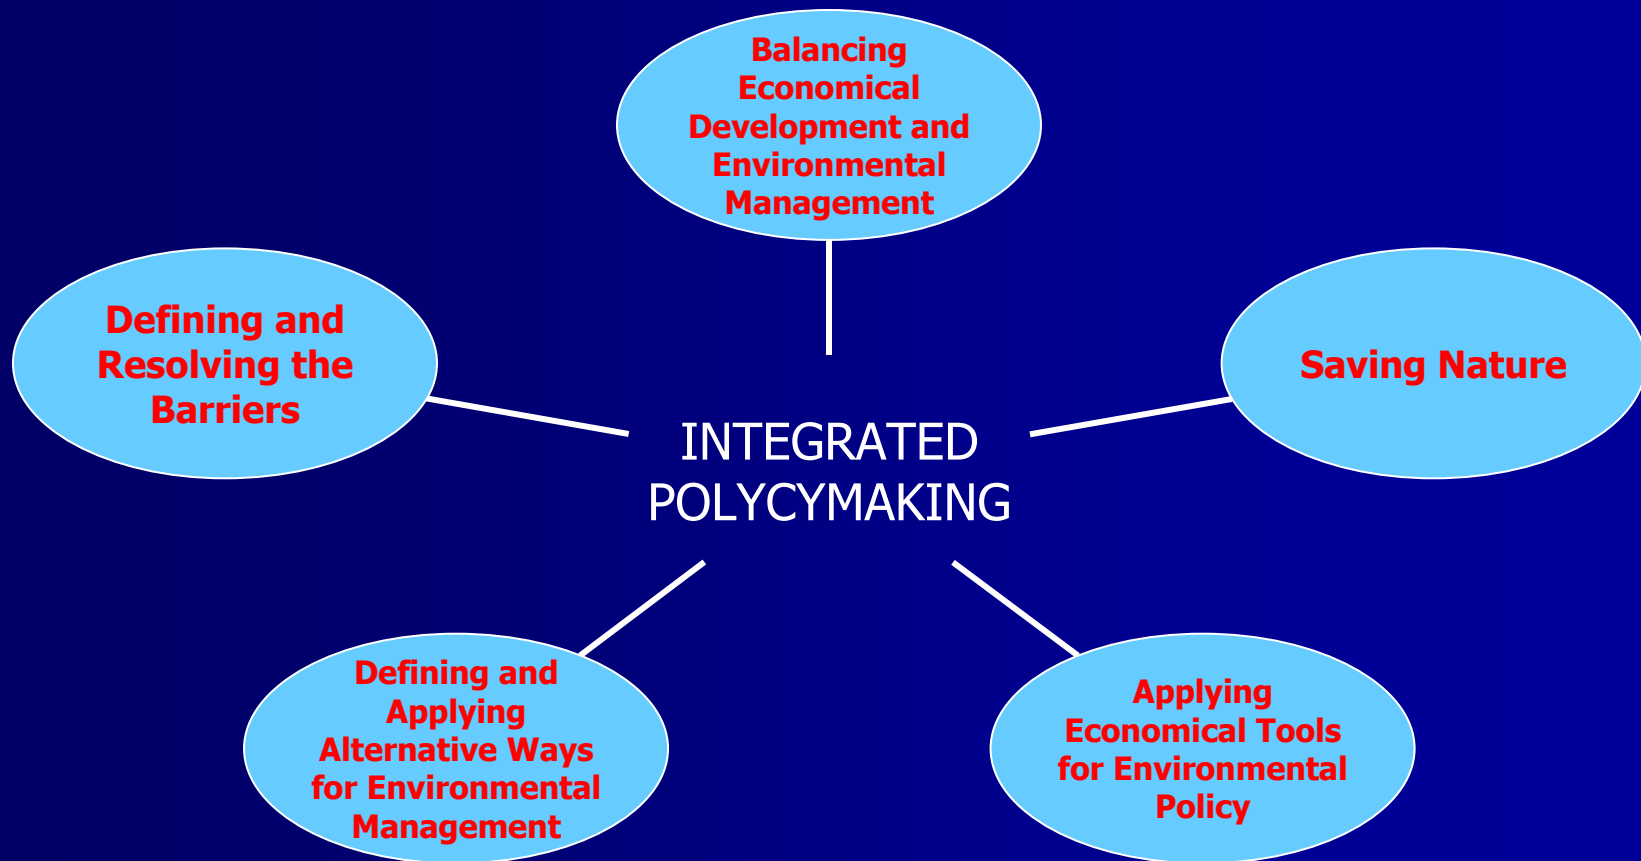 Balancing
Economical
Development and
Environmental
Management
Defining and
Resolving the
Barriers
Saving Nature
INTEGRATED
POLYCYMAKING
Defining and
Applying
Alternative Ways
for Environmental
Management
Applying
Economical Tools
for Environmental
Policy